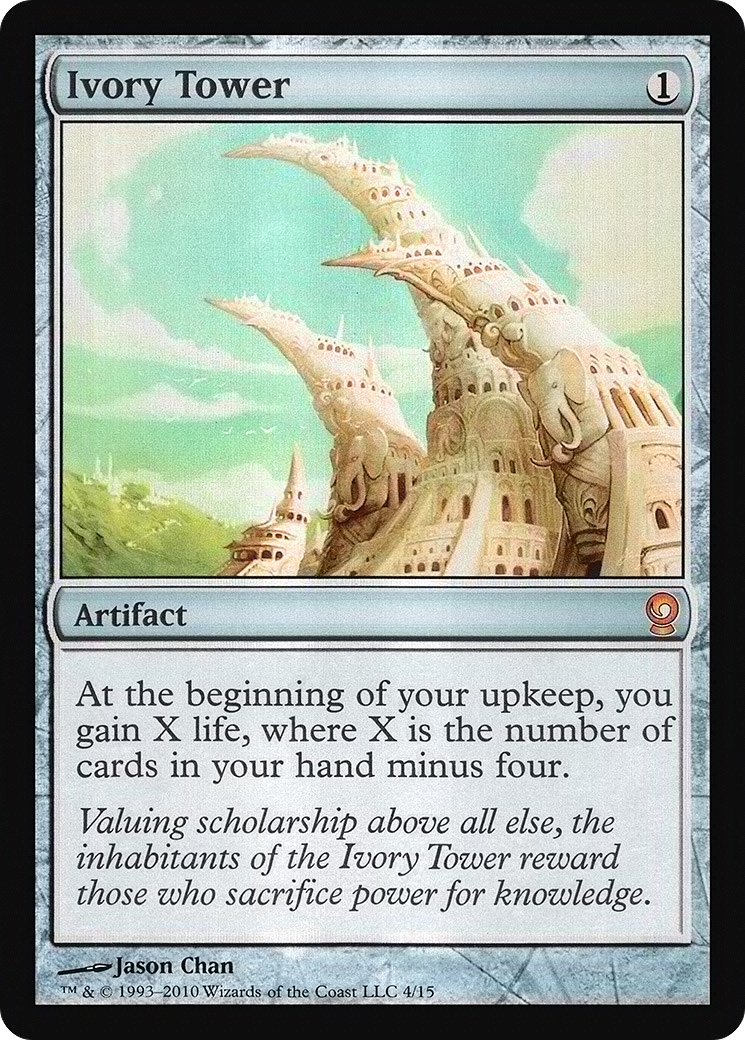 Ivory Tower 1
Artifact
At the beginning of your upkeep, you
gain X life, where X is the number of
cards in your hand minus four.
Valuing scholarship above all else, the
inhabitants of the Ivory Tower reward
those who sacrifice power for knowledge.
Jason Chan
™ & © 1993–2010 Wizards of the Coast LLC 4/15